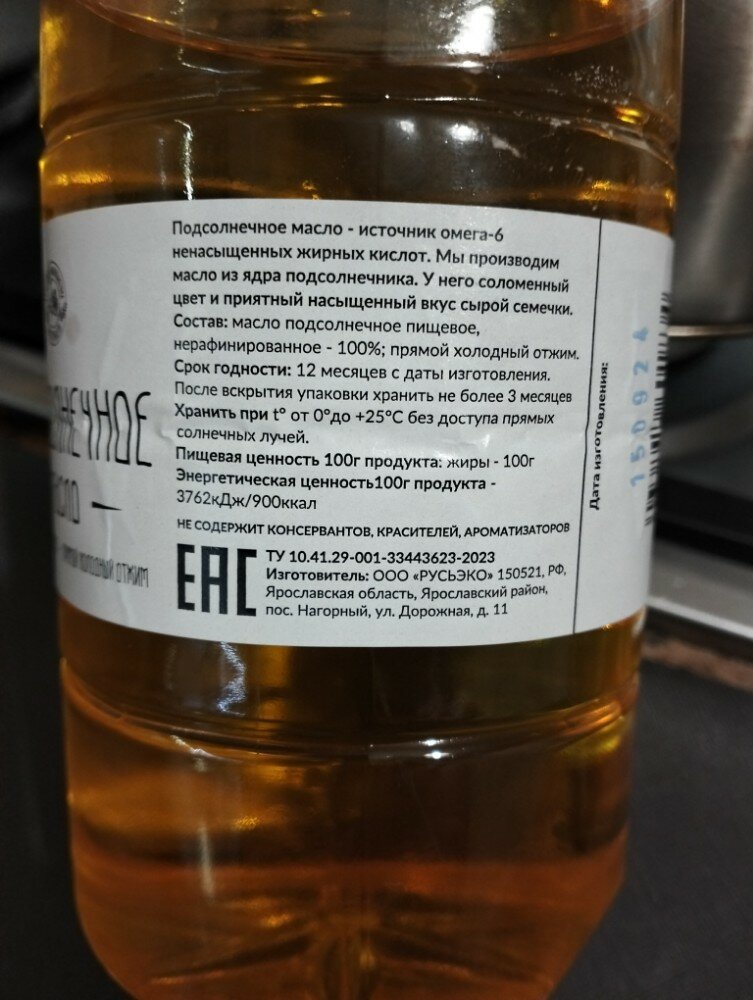 Подсолнечное масло - источник омега-6
ненасыщенных жирных кислот. Мы производим
масло из ядра подсолнечника. У него соломенный
цвет и приятный насыщенный вкус сырой семечки.
Состав: масло подсолнечное пищевое,
нерафинированное - 100%; прямой холодный отжим.
Срок годности: 12 месяцев с даты изготовления.
После вскрытия упаковки хранить не более 3 месяцев
Хранить при t° от 0°до +25°C без доступа прямых
солнечных лучей.
Пищевая ценность 100г продукта: жиры - 100г
Энергетическая ценность100г продукта -
3762кДж/900ккал
НЕ СОДЕРЖИТ КОНСЕРВАНТОВ, КРАСИТЕЛЕЙ, АРОМАТИЗАТОРОВ
EAC
ТУ 10.41.29-001-33443623-2023
Изготовитель: ООО «РУСЬЭКО» 150521, РФ,
Ярославская область, Ярославский район,
пос. Нагорный, ул. Дорожная, д. 11
Дата изготовления:
150924
ХОЛОДНЫЙ ОТЖИМ